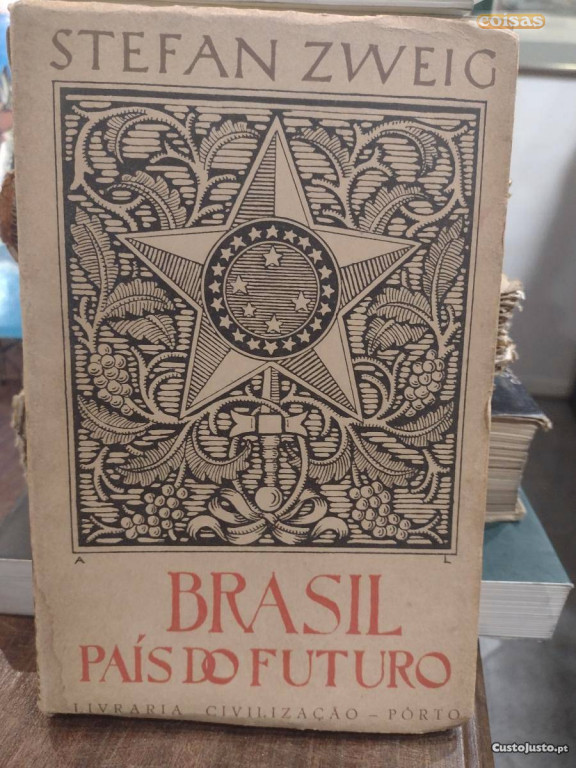 coisas
STEFAN ZWEIG
A L
BRASIL
PAÍS DO FUTURO
LIVRARIA CIVILIZAÇÃO – PÔRTO
CustoJusto.pt